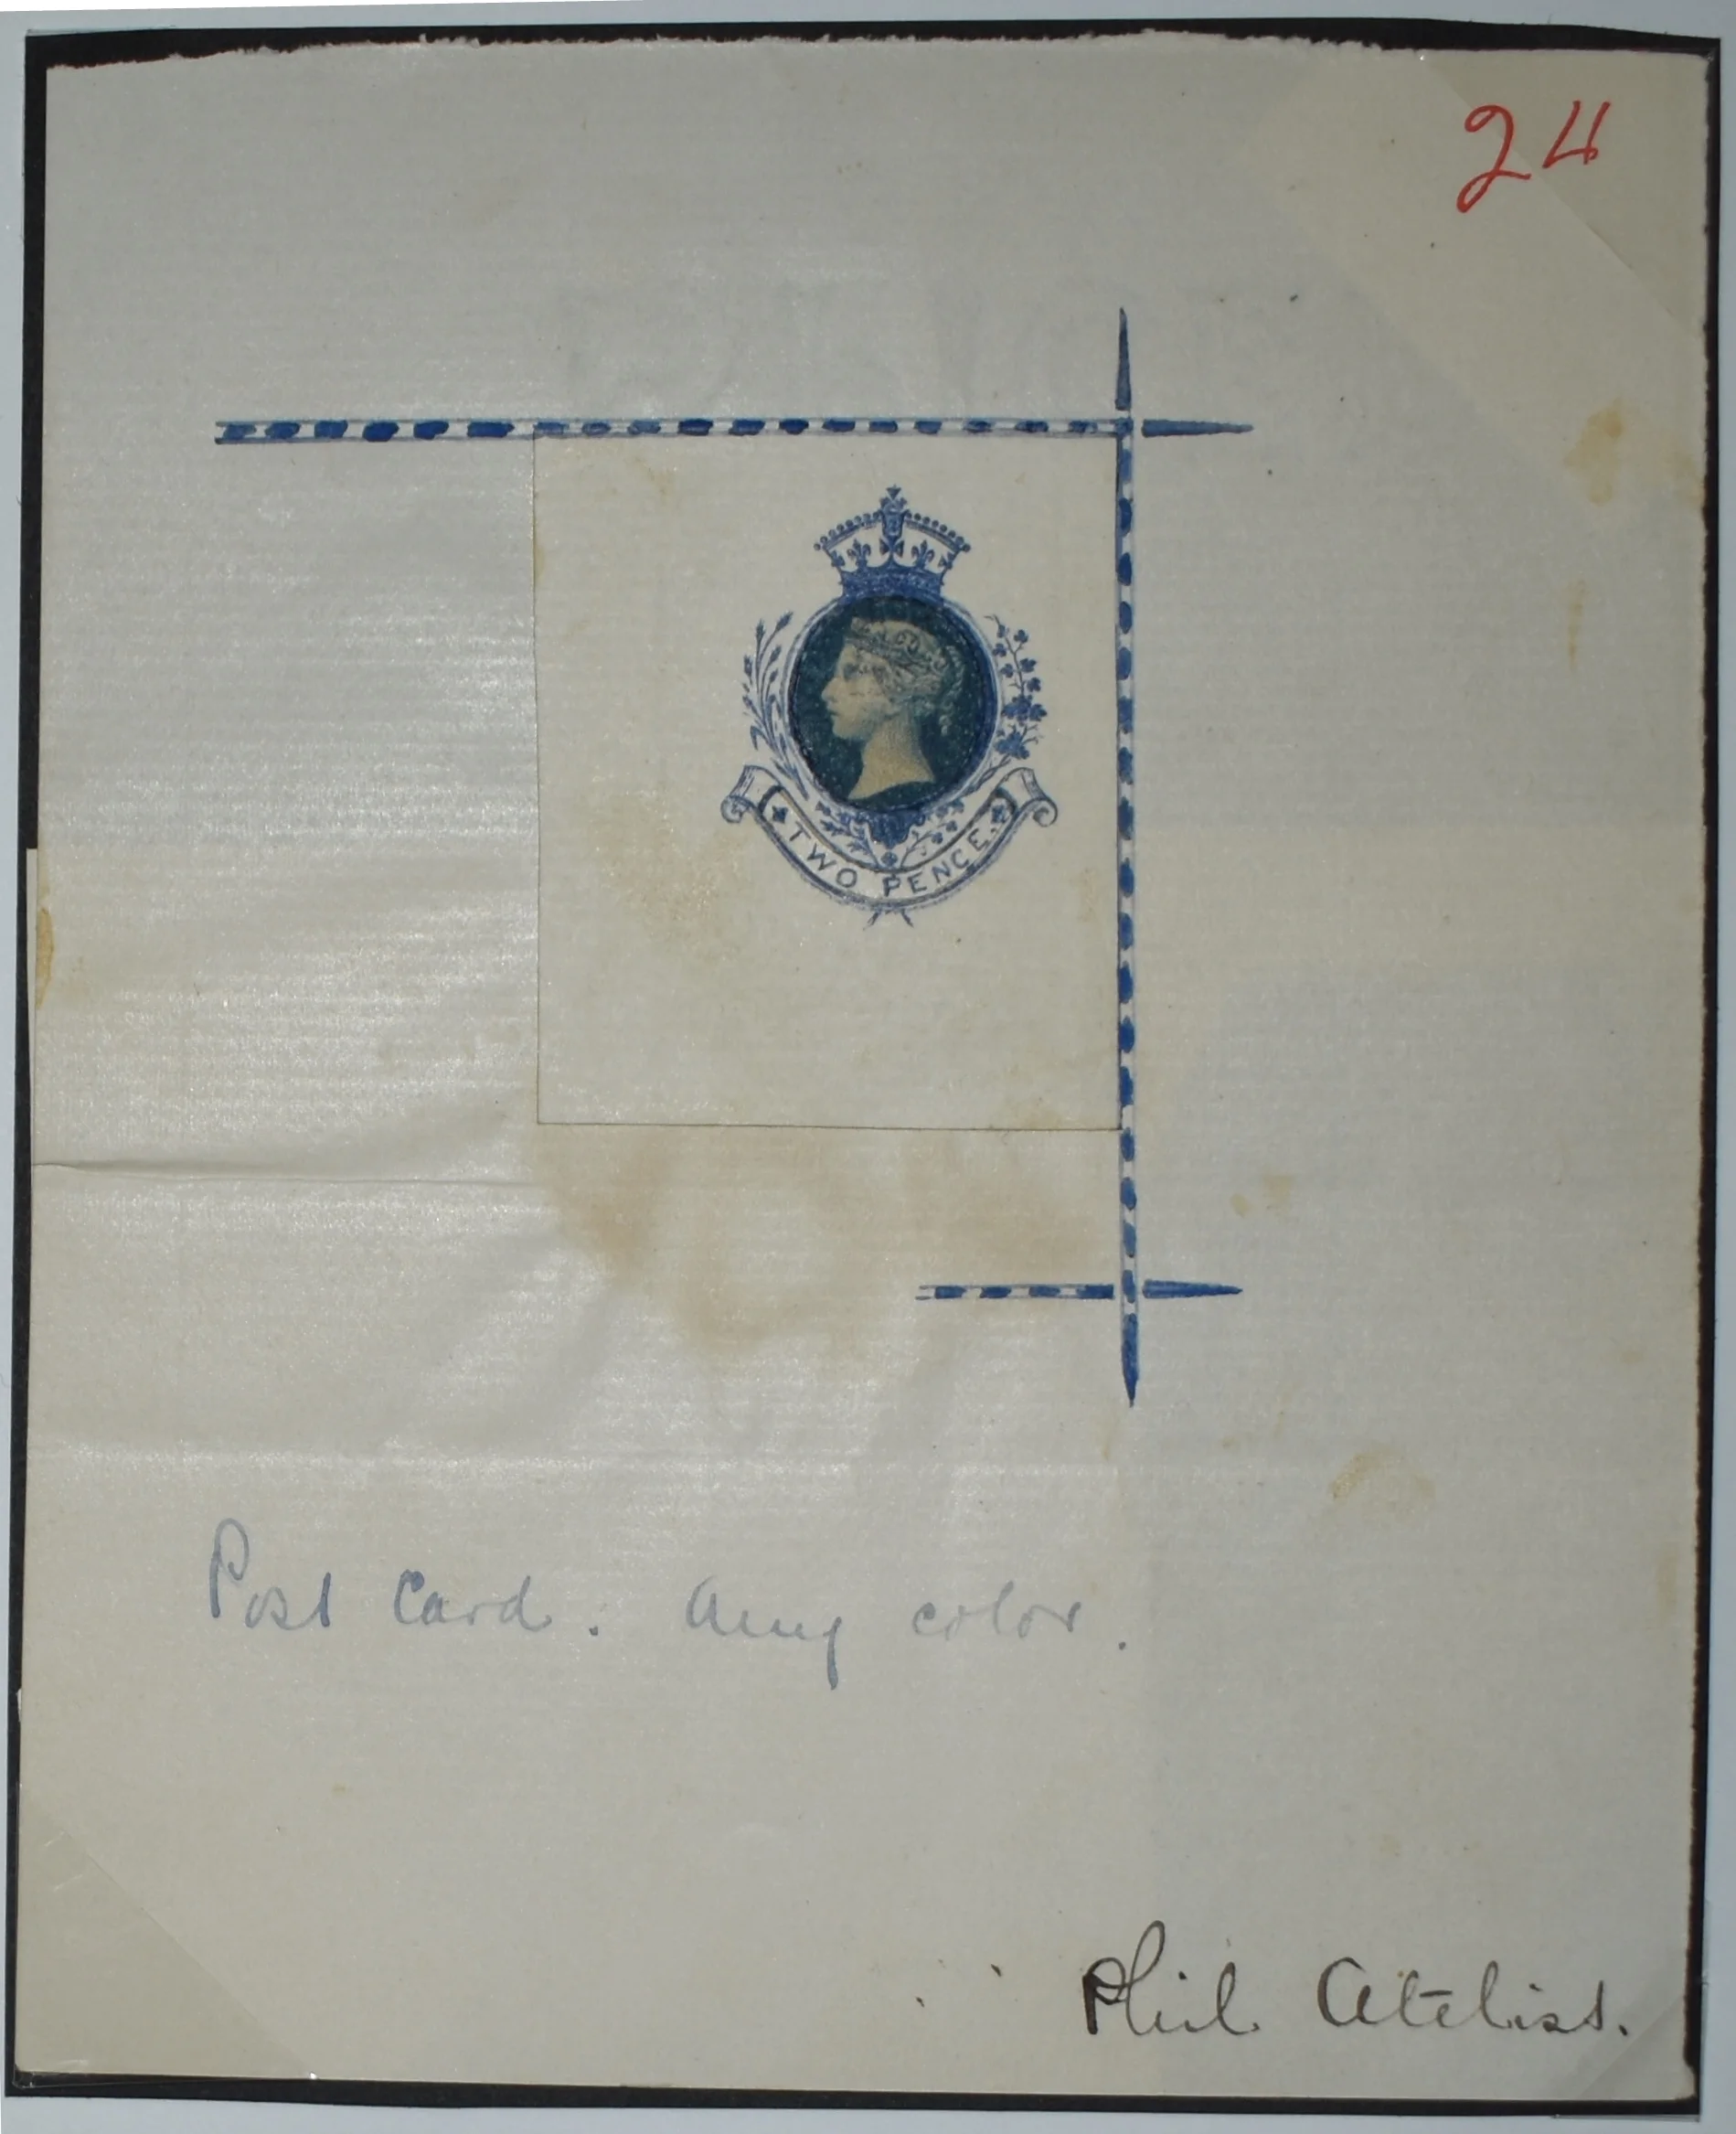 24
TWO PENCE.
Post Card. Any color.
Phil Atelist.